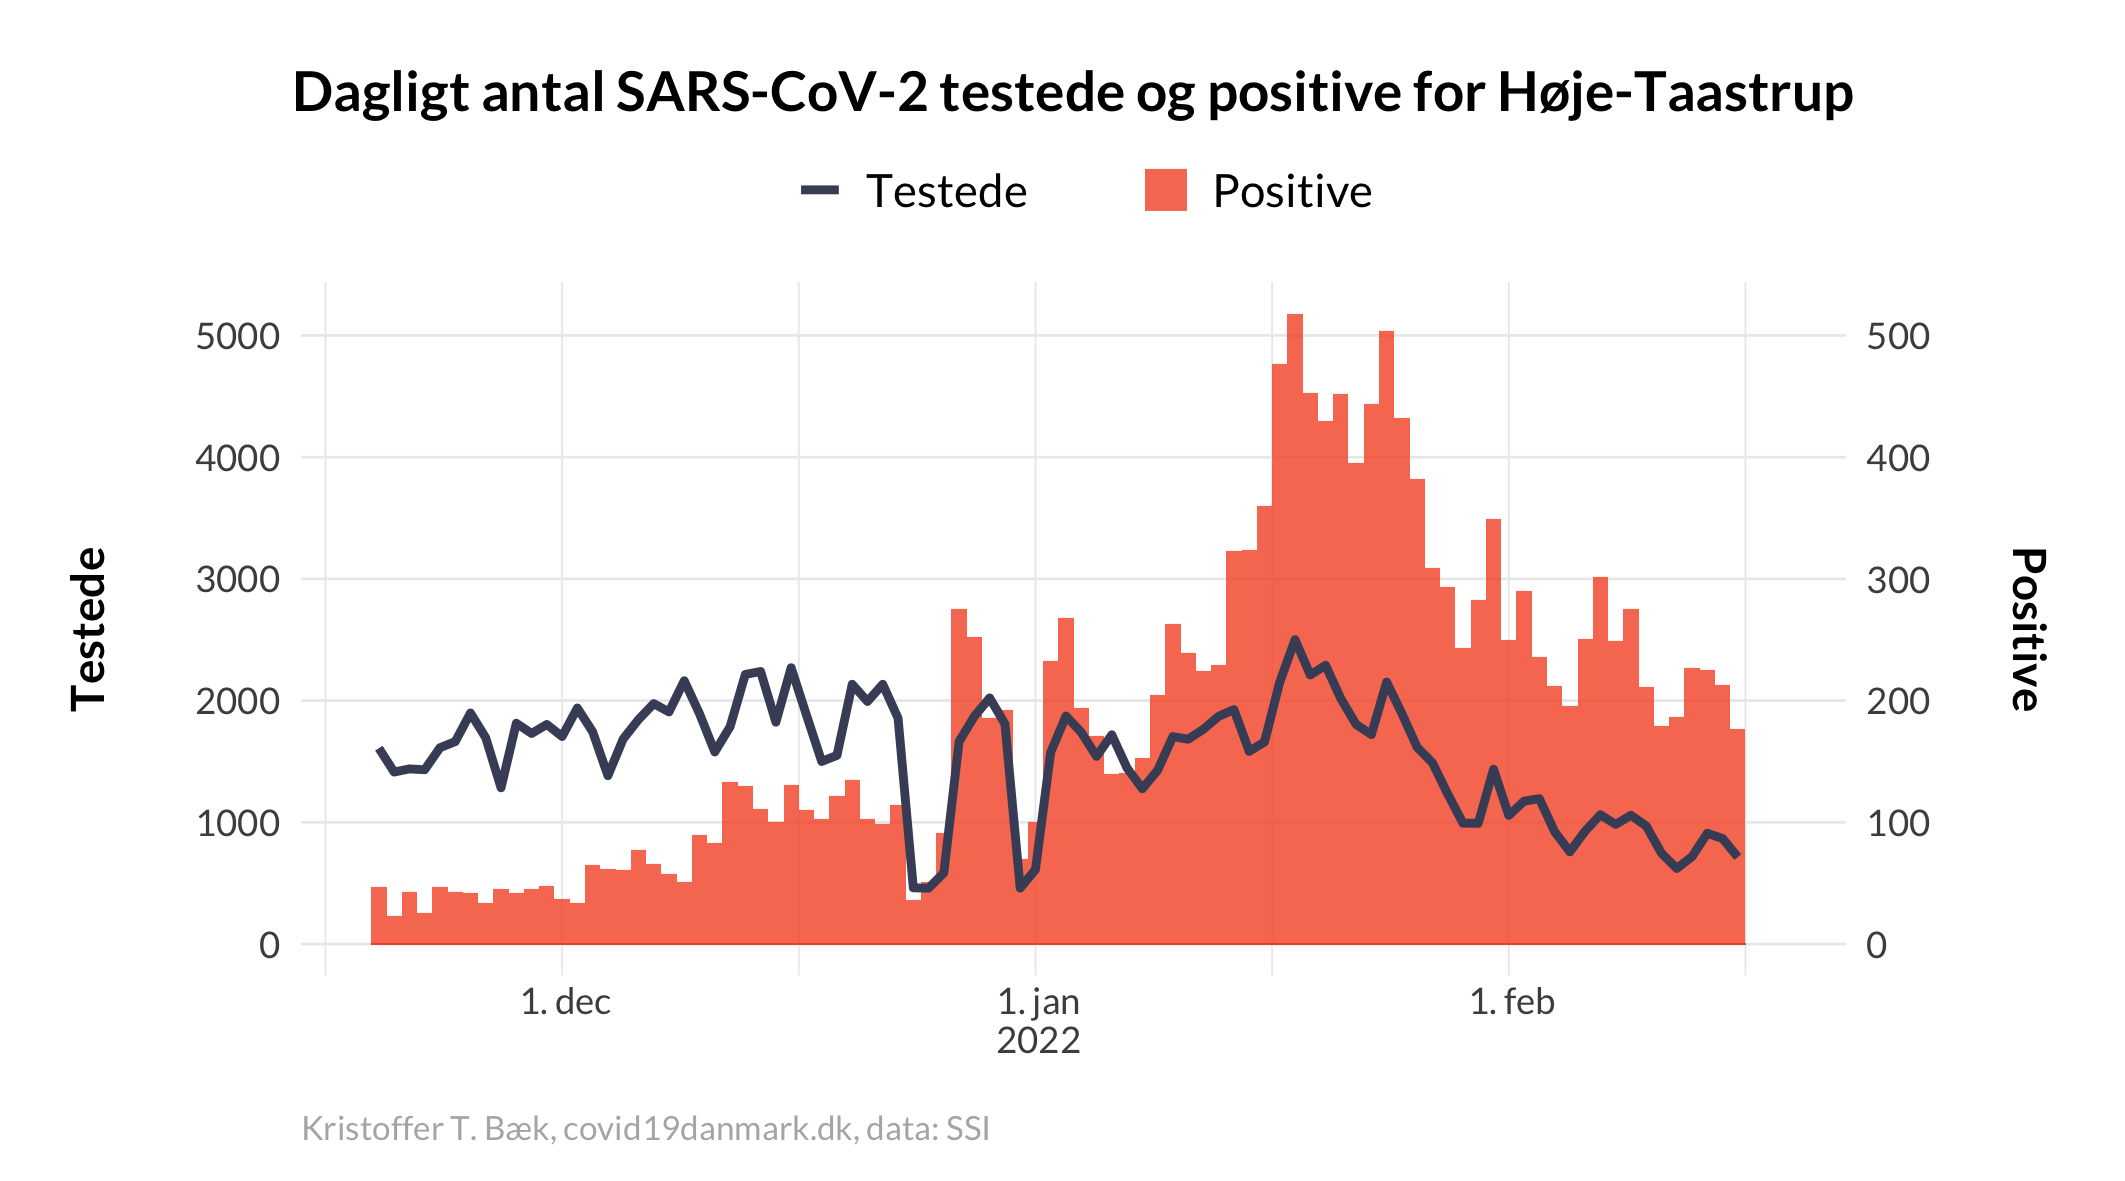 Dagligt antal SARS-CoV-2 testede og positive for Høje-Taastrup
Testede
Positive
5000
4000
3000
2000
1000
0
500
400
300
200
100
0
Testede
Positive
1. dec
1. jan
2022
1. feb
Kristoffer T. Bæk, covid19danmark.dk, data: SSI